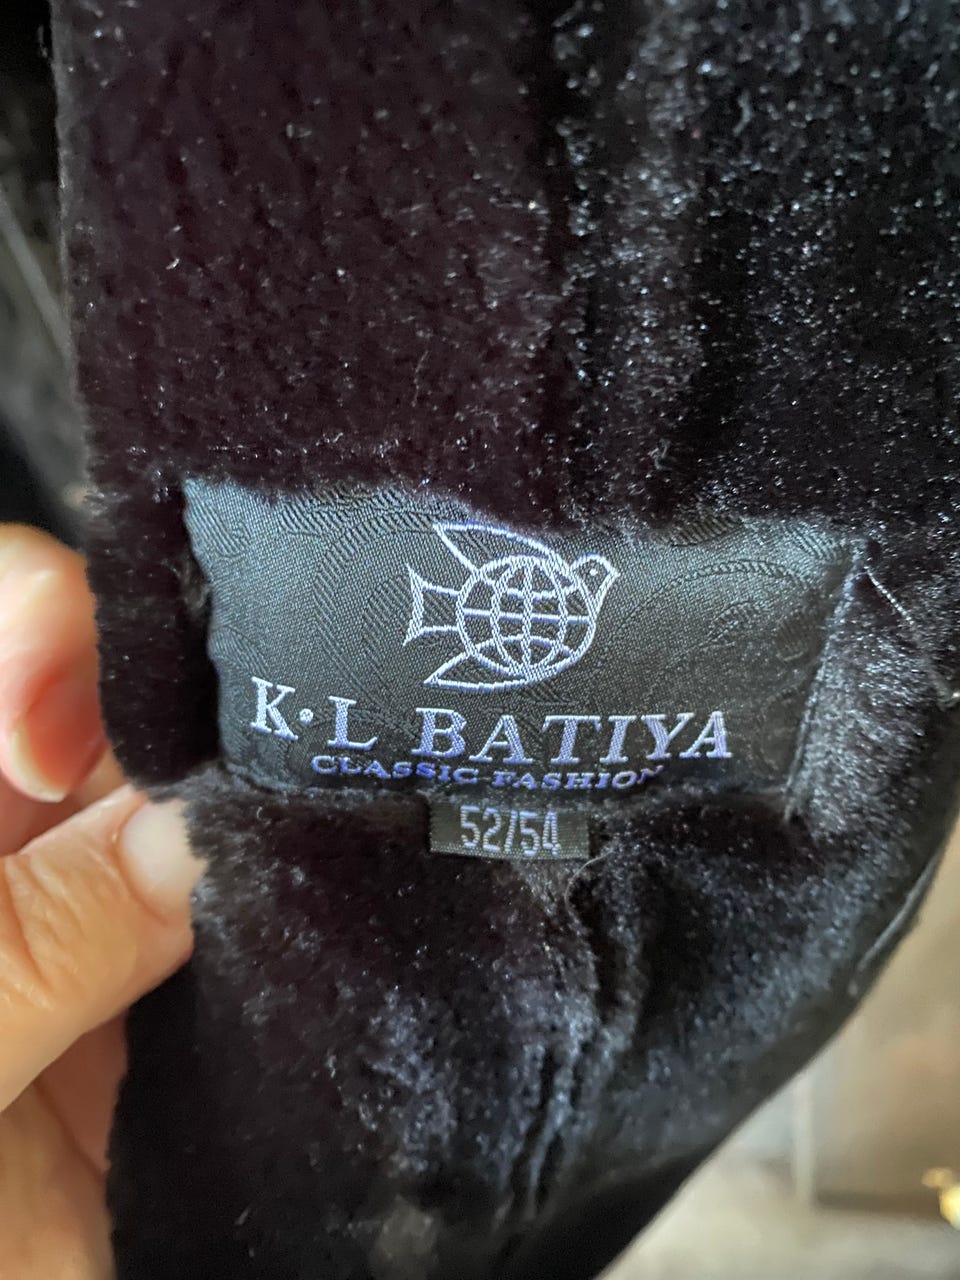 K·L BATIYA
CLASSIC FASHION
52/54